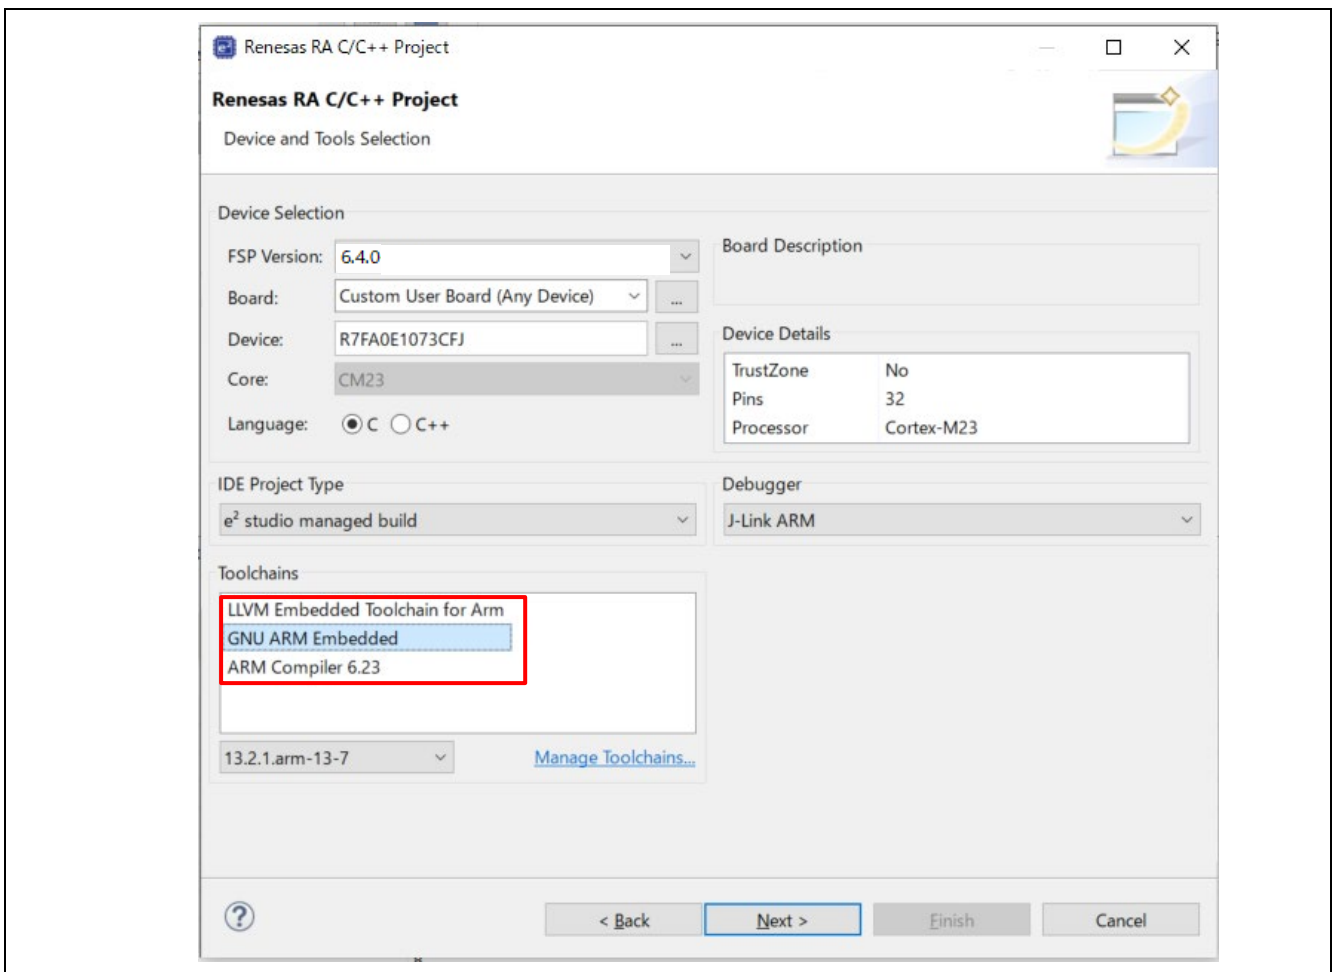 Renesas RA C/C++ Project
Renesas RA C/C++ Project
Device and Tools Selection
Device Selection
FSP Version: 6.4.0
Board: Custom User Board (Any Device) ...
Device: R7FA0E1073CFJ ...
Core: CM23
Language: C C++
Board Description
Device Details
TrustZone No
Pins 32
Processor Cortex-M23
IDE Project Type
e² studio managed build
Debugger
J-Link ARM
Toolchains
LLVM Embedded Toolchain for Arm
GNU ARM Embedded
ARM Compiler 6.23
13.2.1.arm-13-7 Manage Toolchains...
? < Back Next > Finish Cancel